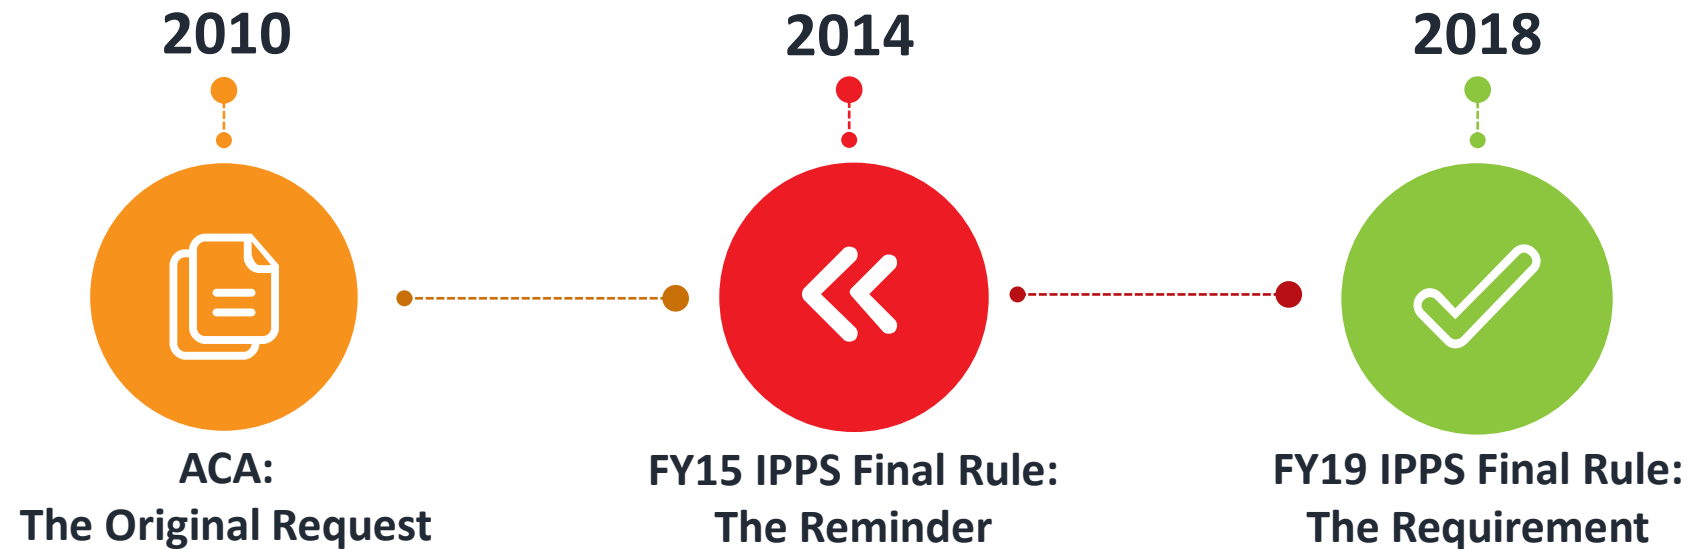 2010
2014
2018
ACA:
The Original Request
FY15 IPPS Final Rule:
The Reminder
FY19 IPPS Final Rule:
The Requirement